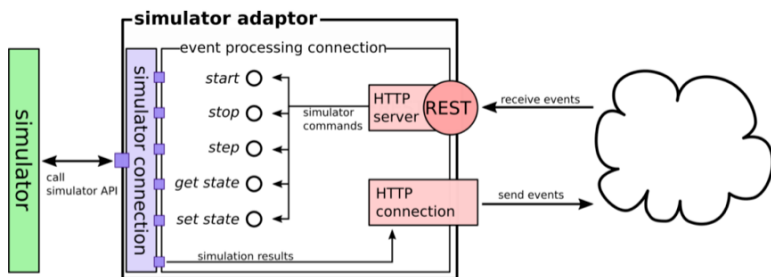 simulator adaptor
event processing connection
simulator
call
simulator API
simulator connection
start
stop
step
get state
set state
simulator
commands
HTTP
server
REST
receive events
HTTP
connection
send events
simulation results